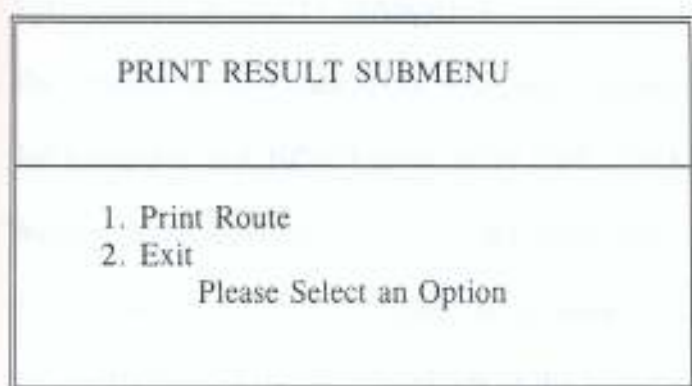 PRINT RESULT SUBMENU
1. Print Route
2. Exit
Please Select an Option